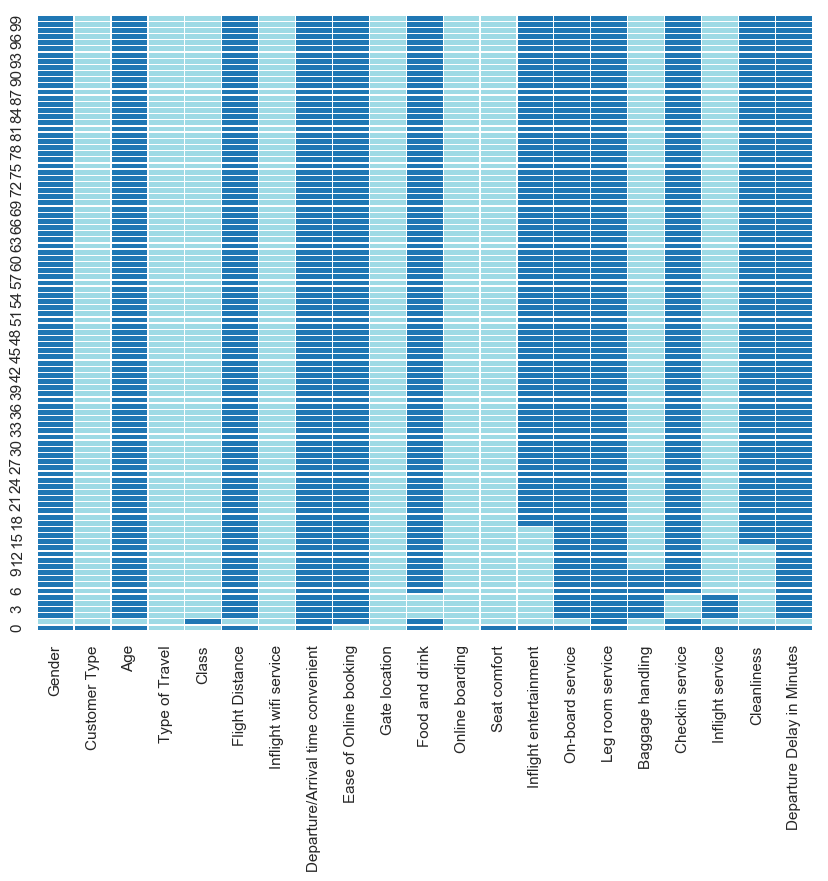 99
96
93
90
87
84
81
78
75
72
69
66
63
60
57
54
51
48
45
42
39
36
33
30
27
24
21
18
15
12
9
6
3
0
Gender
Customer Type
Age
Type of Travel
Class
Flight Distance
Inflight wifi service
Departure/Arrival time convenient
Ease of Online booking
Gate location
Food and drink
Online boarding
Seat comfort
Inflight entertainment
On-board service
Leg room service
Baggage handling
Checkin service
Inflight service
Cleanliness
Departure Delay in Minutes